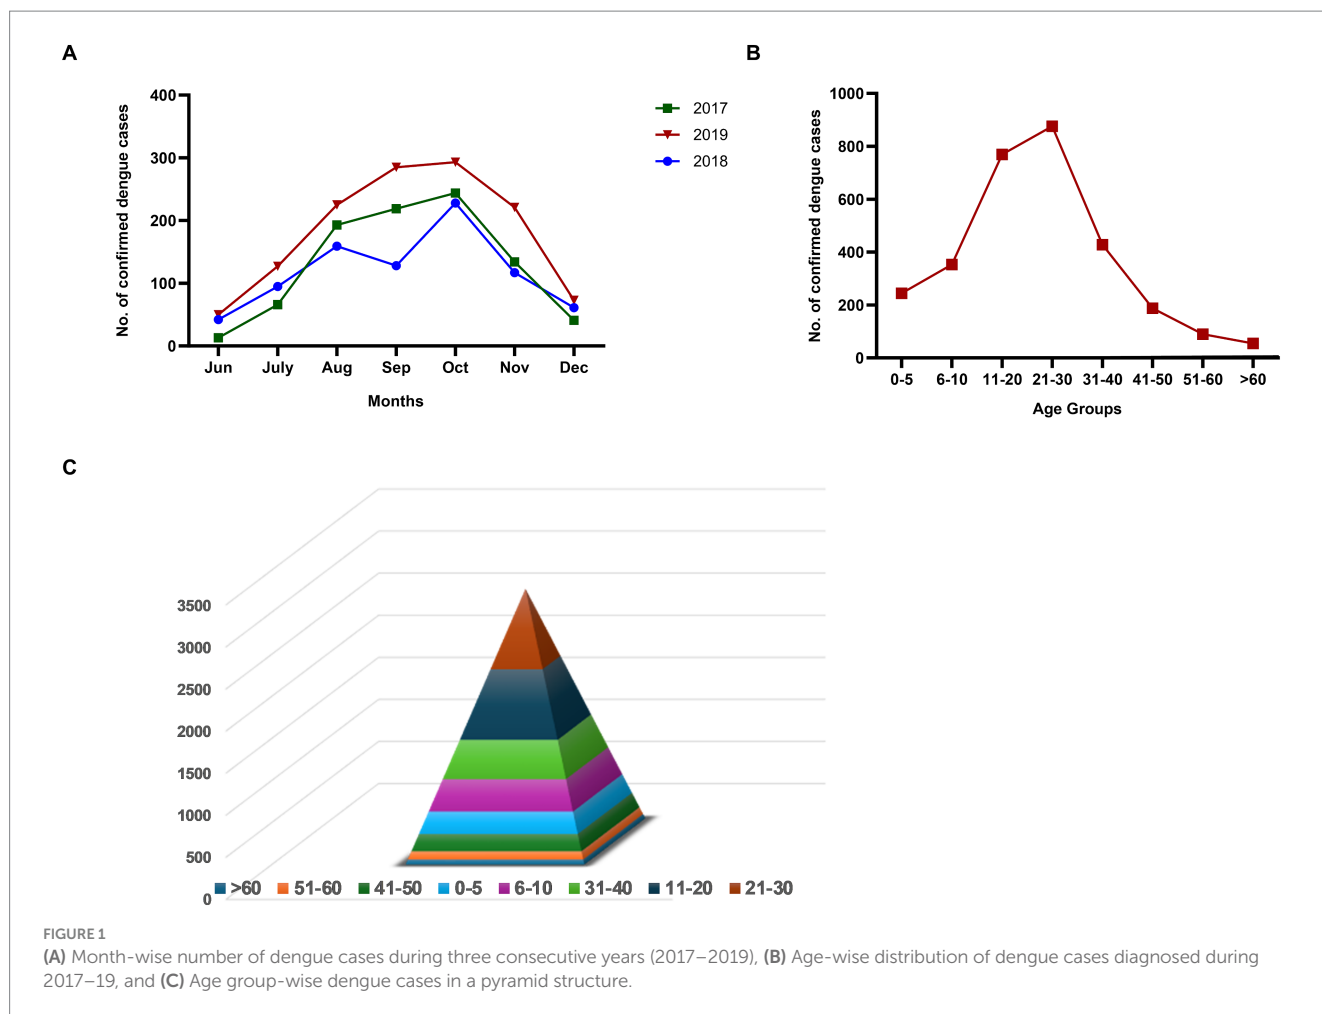 A
No. of confirmed dengue cases
400
300
200
100
0
Jun July Aug Sep Oct Nov Dec
Months
2017
2019
2018
B
No. of confirmed dengue cases
1000
800
600
400
200
0
0-5 6-10 11-20 21-30 31-40 41-50 51-60 >60
Age Groups
C
3500
3000
2500
2000
1500
1000
500
0
>60 51-60 41-50 0-5 6-10 31-40 11-20 21-30
FIGURE 1
(A) Month-wise number of dengue cases during three consecutive years (2017–2019), (B) Age-wise distribution of dengue cases diagnosed during
2017–19, and (C) Age group-wise dengue cases in a pyramid structure.